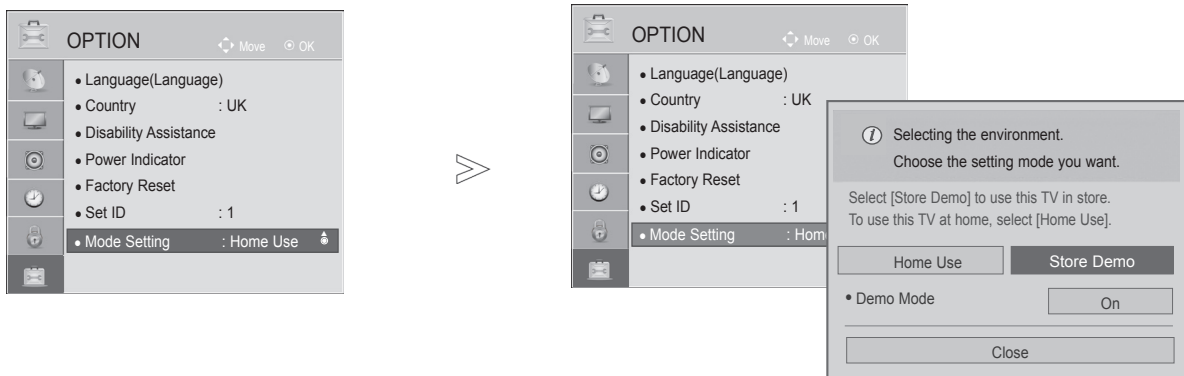 OPTION
Move
OK
• Language(Language)
• Country : UK
• Disability Assistance
• Power Indicator
• Factory Reset
• Set ID : 1
• Mode Setting : Home Use
OPTION
Move
OK
• Language(Language)
• Country : UK
• Disability Assistance
• Power Indicator
• Factory Reset
• Set ID : 1
• Mode Setting : Hom
i Selecting the environment.
Choose the setting mode you want.
Select [Store Demo] to use this TV in store.
To use this TV at home, select [Home Use].
Home Use
Store Demo
• Demo Mode
On
Close